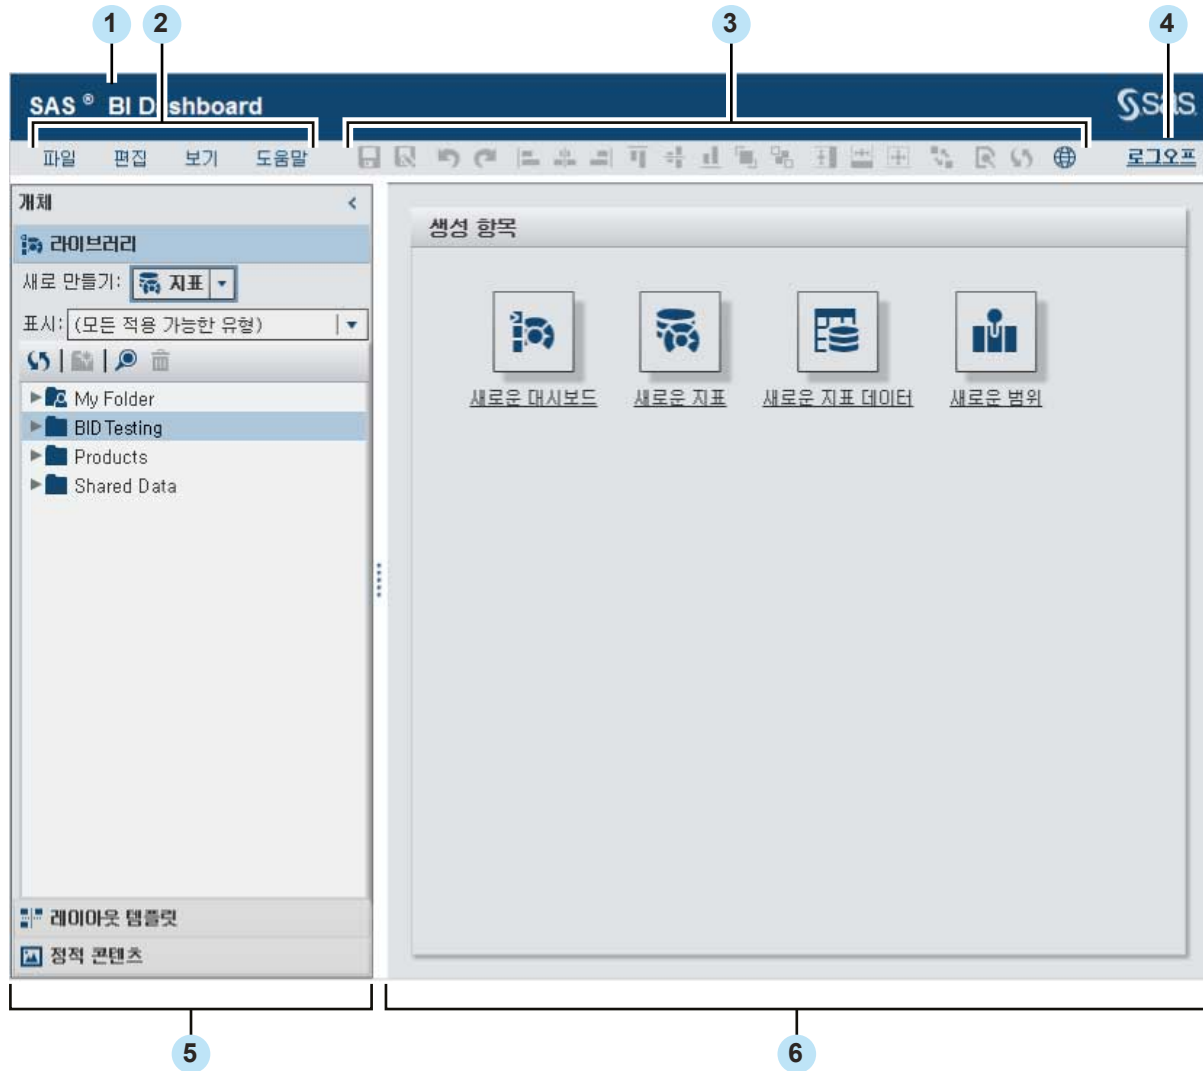 1 2 3 4
SAS ® BI Dashboard
sas
파일 편집 보기 도움말 로그오프
개체
라이브러리
새로 만들기: 지표
표시: (모든 적용 가능한 유형)
My Folder
BID Testing
Products
Shared Data
레이아웃 템플릿
정적 콘텐츠
생성 항목
새로운 대시보드 새로운 지표 새로운 지표 데이터 새로운 범위
5 6